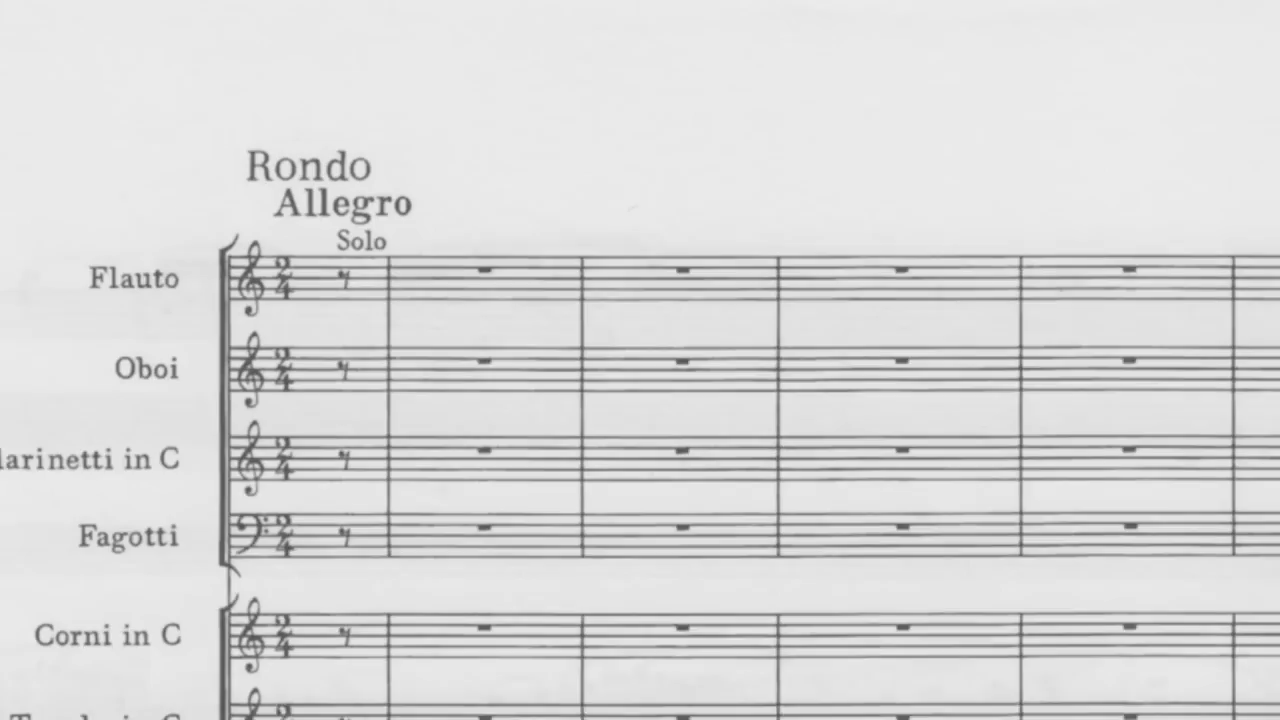 Rondo
Allegro
Solo
Flauto
Oboi
larinetti in C
Fagotti
Corni in C